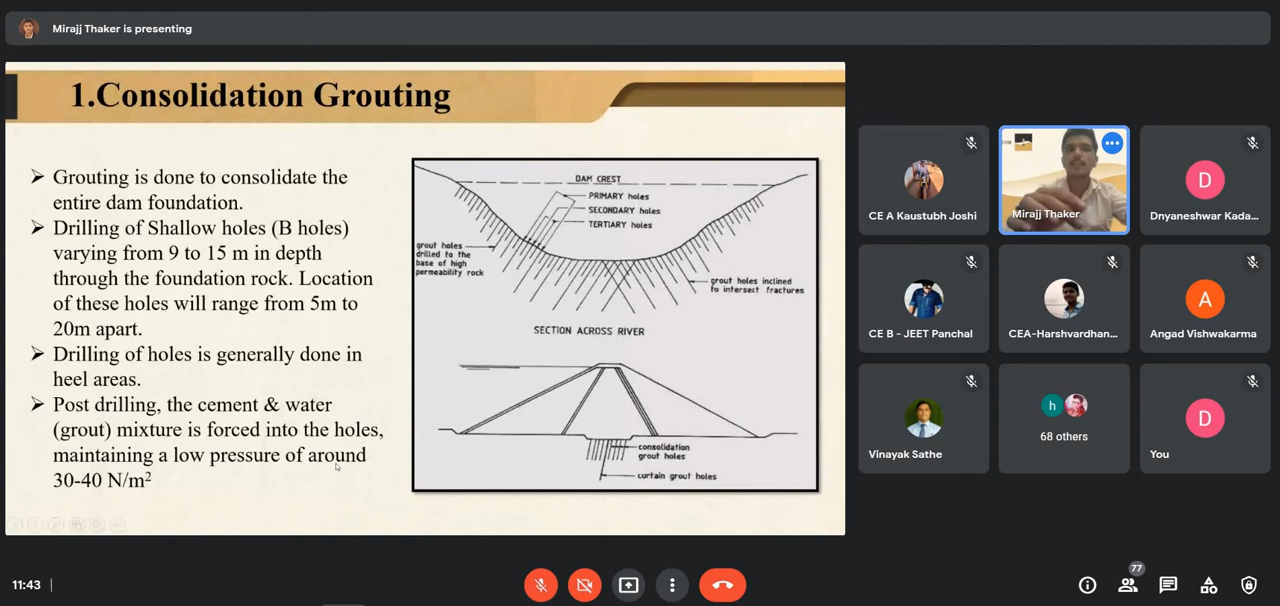 Mirajj Thaker is presenting
1.Consolidation Grouting
➢ Grouting is done to consolidate the
entire dam foundation.
➢ Drilling of Shallow holes (B holes)
varying from 9 to 15 m in depth
through the foundation rock. Location
of these holes will range from 5m to
20m apart.
➢ Drilling of holes is generally done in
heel areas.
➢ Post drilling, the cement & water
(grout) mixture is forced into the holes,
maintaining a low pressure of around
30-40 N/m²
DAM CREST
PRIMARY holes
SECONDARY holes
TERTIARY holes
grout holes
drilled to the
base of high
permeability rock
grout holes inclined
to intersect fractures
SECTION ACROSS RIVER
consolidation
grout holes
curtain grout holes
CE A Kaustubh Joshi
Mirajj Thaker
Dnyaneshwar Kada...
CE B - JEET Panchal
CEA-Harshvardhan...
A
Angad Vishwakarma
D
Vinayak Sathe
h
68 others
D
You
11:43
77